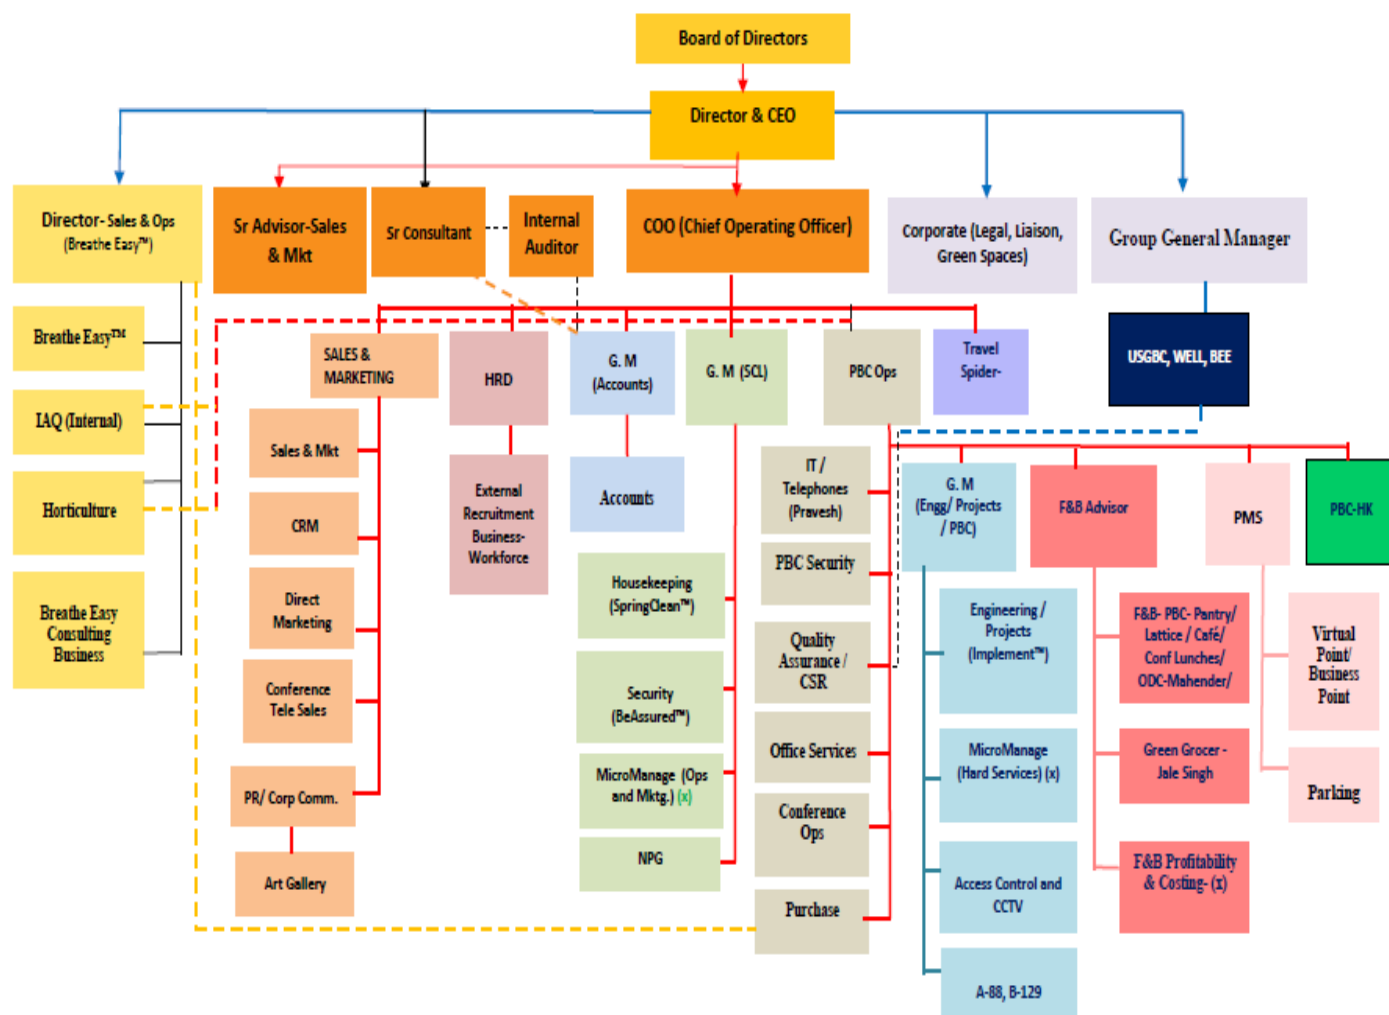 Board of Directors
Director & CEO
Director- Sales & Ops
(Breathe Easy™)
Sr Advisor-Sales
& Mkt
Sr Consultant
Internal
Auditor
COO (Chief Operating Officer)
Corporate (Legal, Liaison,
Green Spaces)
Group General Manager
Breathe Easy™
IAQ (Internal)
Horticulture
Breathe Easy
Consulting
Business
SALES &
MARKETING
HRD
G. M
(Accounts)
G. M (SCL)
PBC Ops
Travel
Spider-
USGBC, WELL, BEE
Sales & Mkt
CRM
Direct
Marketing
Conference
Tele Sales
PR/ Corp Comm.
Art Gallery
External
Recruitment
Business-
Workforce
Accounts
Housekeeping
(SpringClean™)
Security
(BeAssured™)
MicroManage (Ops
and Mktg.) (x)
NPG
IT /
Telephones
(Pravesh)
PBC Security
Quality
Assurance /
CSR
Office Services
Conference
Ops
Purchase
G. M
(Engg/ Projects
/ PBC)
F&B Advisor
PMS
PBC-HK
Engineering /
Projects
(Implement™)
MicroManage
(Hard Services) (x)
Access Control and
CCTV
A-88, B-129
F&B- PBC- Pantry/
Lattice / Café/
Conf Lunches/
ODC-Mahender/
Green Grocer -
Jale Singh
F&B Profitability
& Costing- (x)
Virtual
Point/
Business
Point
Parking